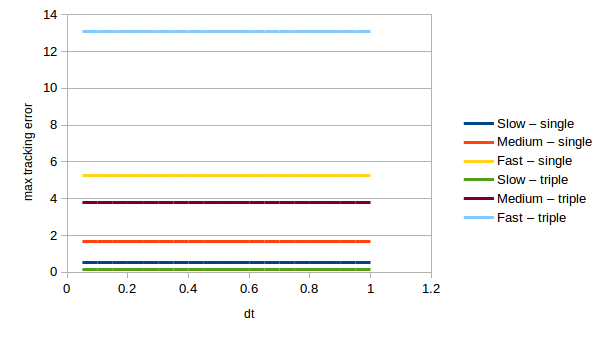 14
12
10
8
6
4
2
0
max tracking error
0 0.2 0.4 0.6 0.8 1 1.2
dt
Slow – single
Medium – single
Fast – single
Slow – triple
Medium – triple
Fast – triple